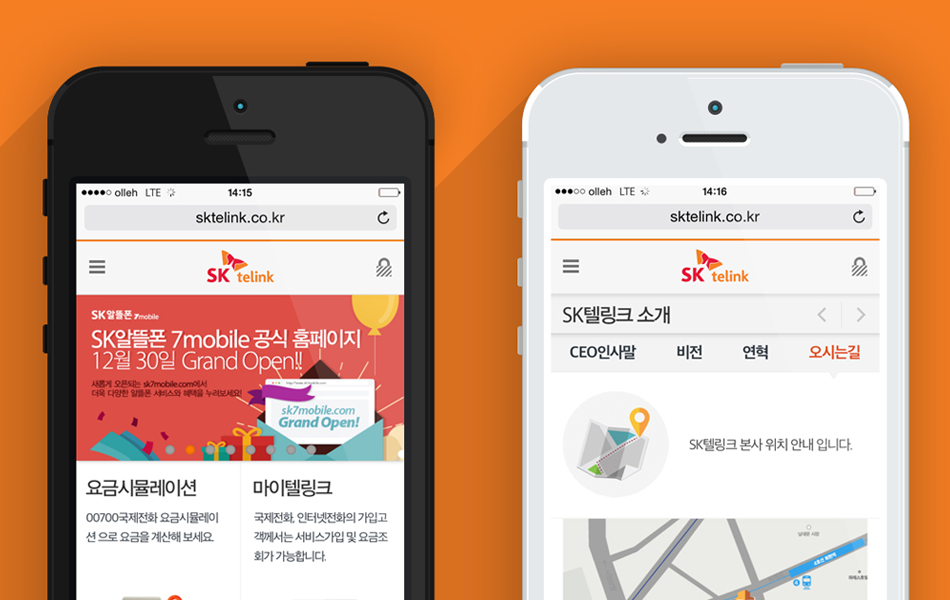 olleh LTE 14:15
sktelink.co.kr
SK telink
SK알뜰폰 7mobile
SK알뜰폰 7mobile 공식 홈페이지
12월 30일 Grand Open!!
새롭게 오픈되는 sk7mobile.com에서
더욱 다양한 알뜰폰 서비스와 혜택을 누려보세요!
sk7mobile.com
Grand Open!
요금시뮬레이션
00700국제전화 요금시뮬레이
션 으로 요금을 계산해 보세요.
마이텔링크
국제전화, 인터넷전화의 가입고
객께서는 서비스가입 및 요금조
회가 가능합니다.
olleh LTE 14:16
sktelink.co.kr
SK telink
SK텔링크 소개
CEO인사말 비전 연혁 오시는길
SK텔링크 본사 위치 안내 입니다.
4